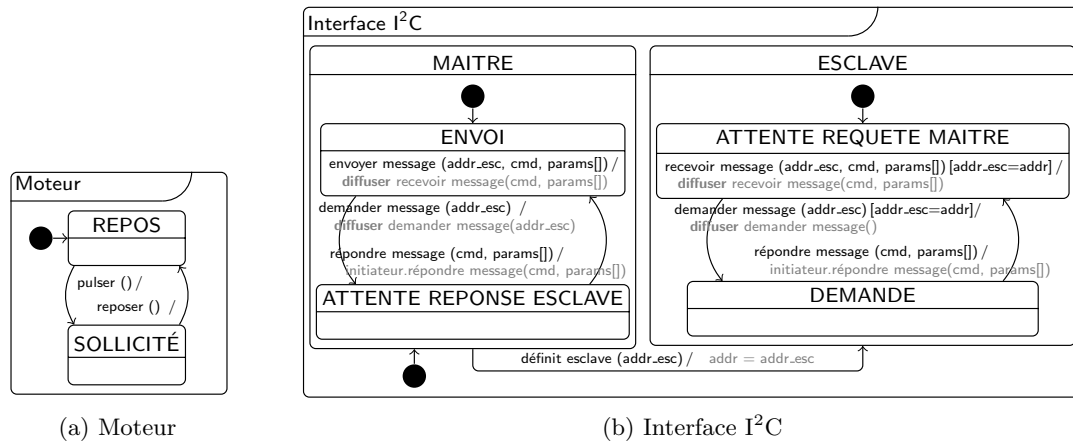 Moteur
REPOS
pulser () /
reposer () /
SOLLICITÉ
(a) Moteur
Interface I²C
MAITRE
ENVOI
envoyer message (addr_esc, cmd, params[]) /
diffuser recevoir message(cmd, params[])
demander message (addr_esc) /
diffuser demander message(addr_esc)
répondre message (cmd, params[]) /
initiateur.répondre message(cmd, params[])
ATTENTE REPONSE ESCLAVE
ESCLAVE
ATTENTE REQUETE MAITRE
recevoir message (addr_esc, cmd, params[]) [addr_esc=addr] /
diffuser recevoir message(cmd, params[])
demander message (addr_esc) [addr_esc=addr]/
diffuser demander message()
répondre message (cmd, params[]) /
initiateur.répondre message(cmd, params[])
DEMANDE
définit esclave (addr_esc) / addr = addr_esc
(b) Interface I²C